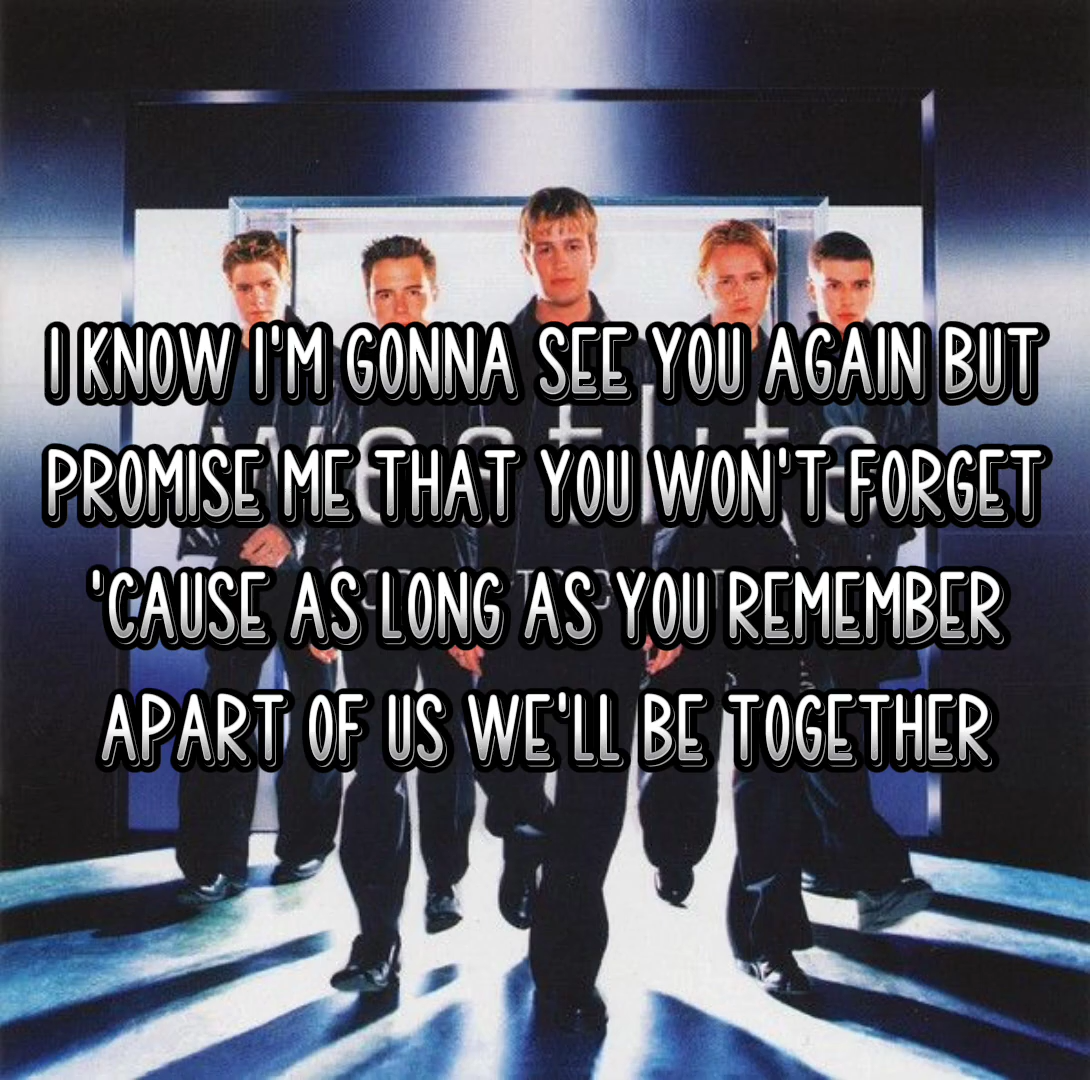 I KNOW I'M GONNA SEE YOU AGAIN BUT
westlife
PROMISE ME THAT YOU WON'T FORGET
'CAUSE AS LONG AS YOU REMEMBER
APART OF US WE'LL BE TOGETHER